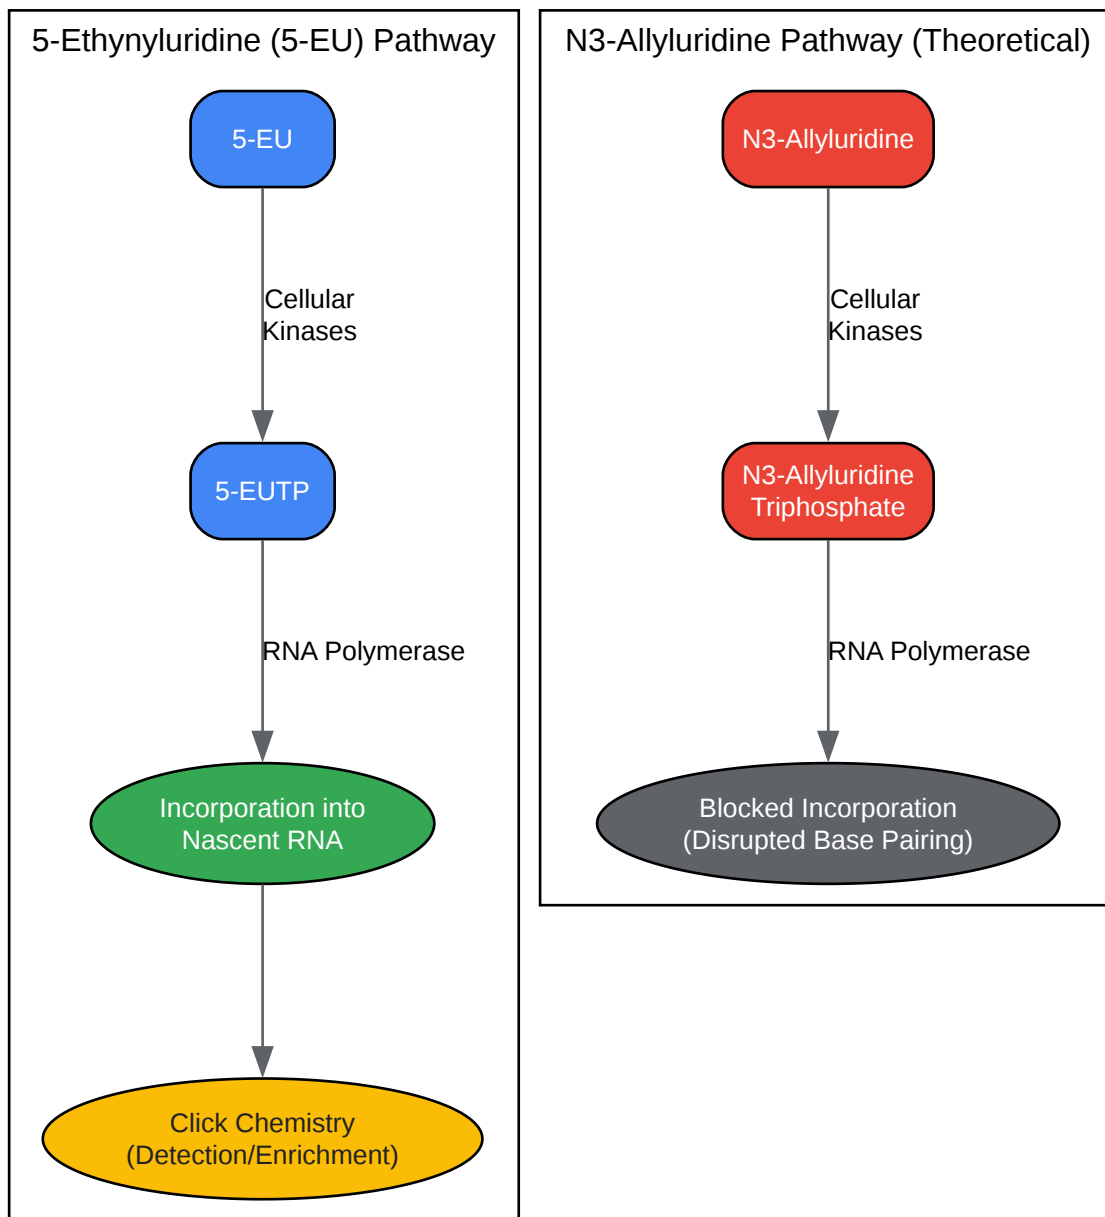 5-Ethynyluridine (5-EU) Pathway
5-EU
Cellular
Kinases
5-EUTP
RNA Polymerase
Incorporation into
Nascent RNA
Click Chemistry
(Detection/Enrichment)
N3-Allyluridine Pathway (Theoretical)
N3-Allyluridine
Cellular
Kinases
N3-Allyluridine
Triphosphate
RNA Polymerase
Blocked Incorporation
(Disrupted Base Pairing)